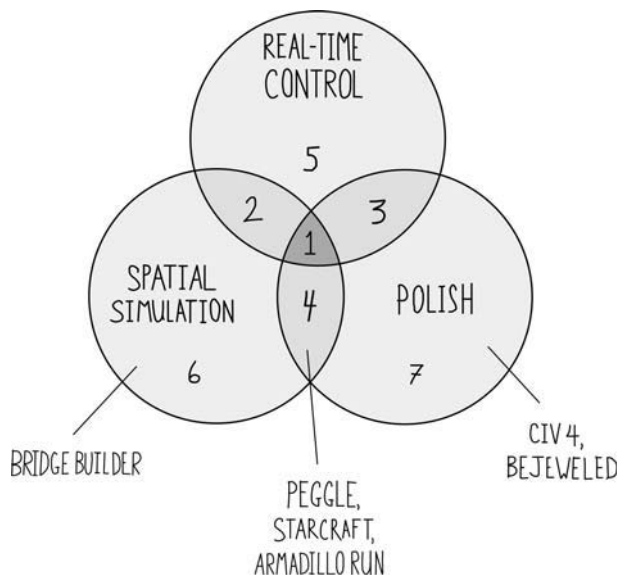 REAL-TIME
CONTROL
5
2
3
1
SPATIAL
SIMULATION
4
POLISH
6
7
BRIDGE BUILDER
CIV 4,
BEJEWELED
PEGGLE,
STARCRAFT,
ARMADILLO RUN